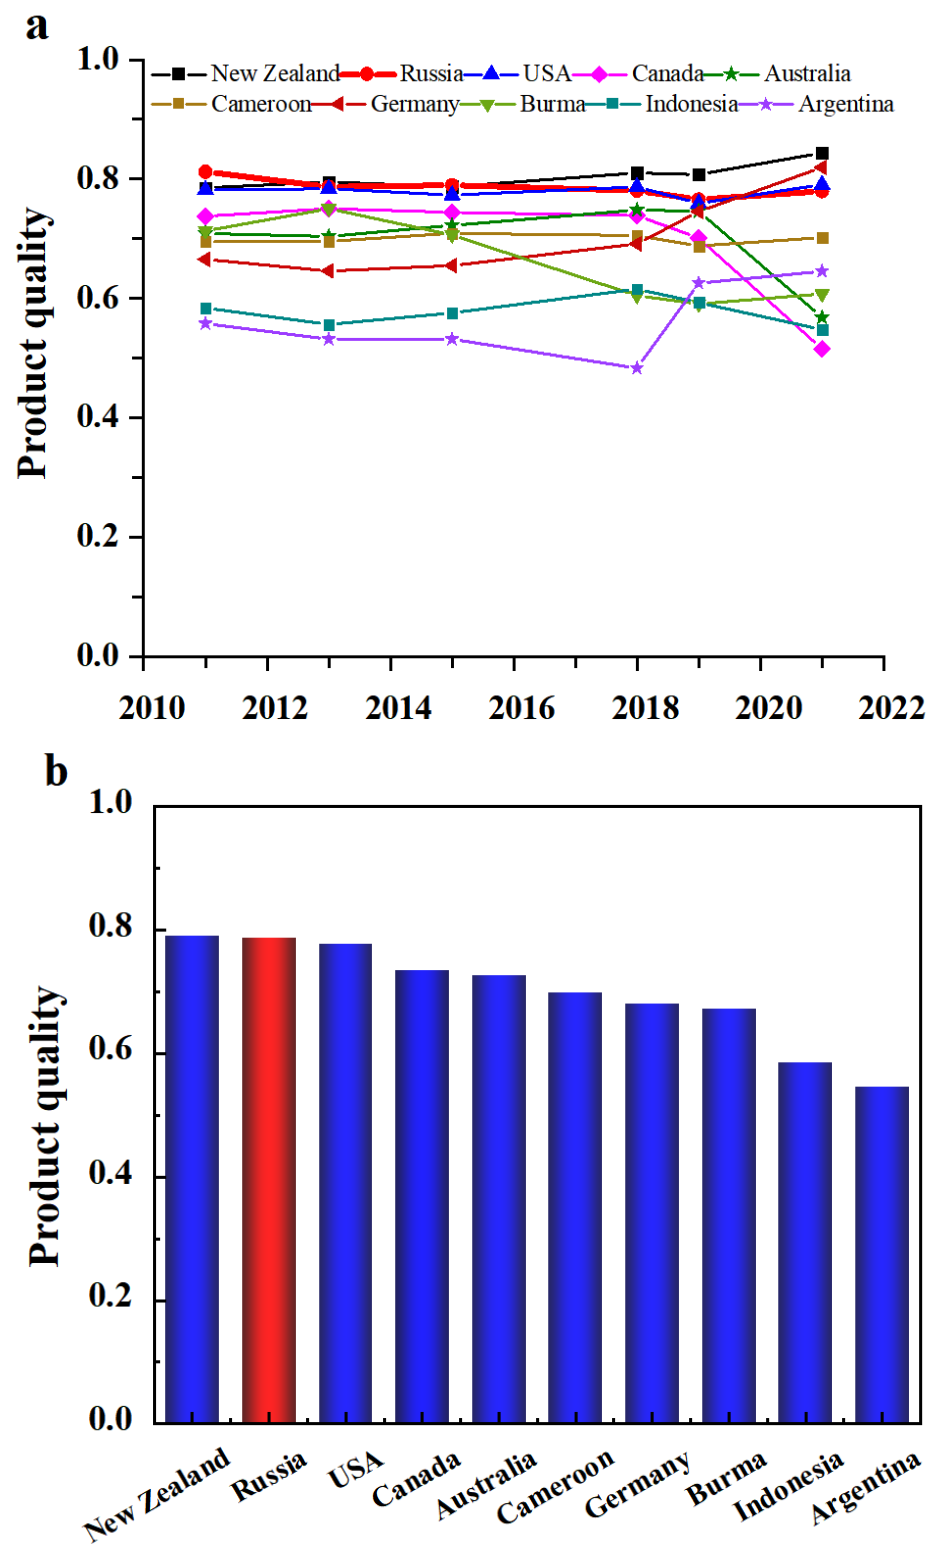 a
1.0
New Zealand Russia USA Canada Australia
Cameroon Germany Burma Indonesia Argentina
0.8
0.6
0.4
0.2
0.0
Product quality
2010 2012 2014 2016 2018 2020 2022
b
1.0
0.8
0.6
0.4
0.2
0.0
Product quality
New Zealand Russia USA Canada Australia Cameroon Germany Burma Indonesia Argentina